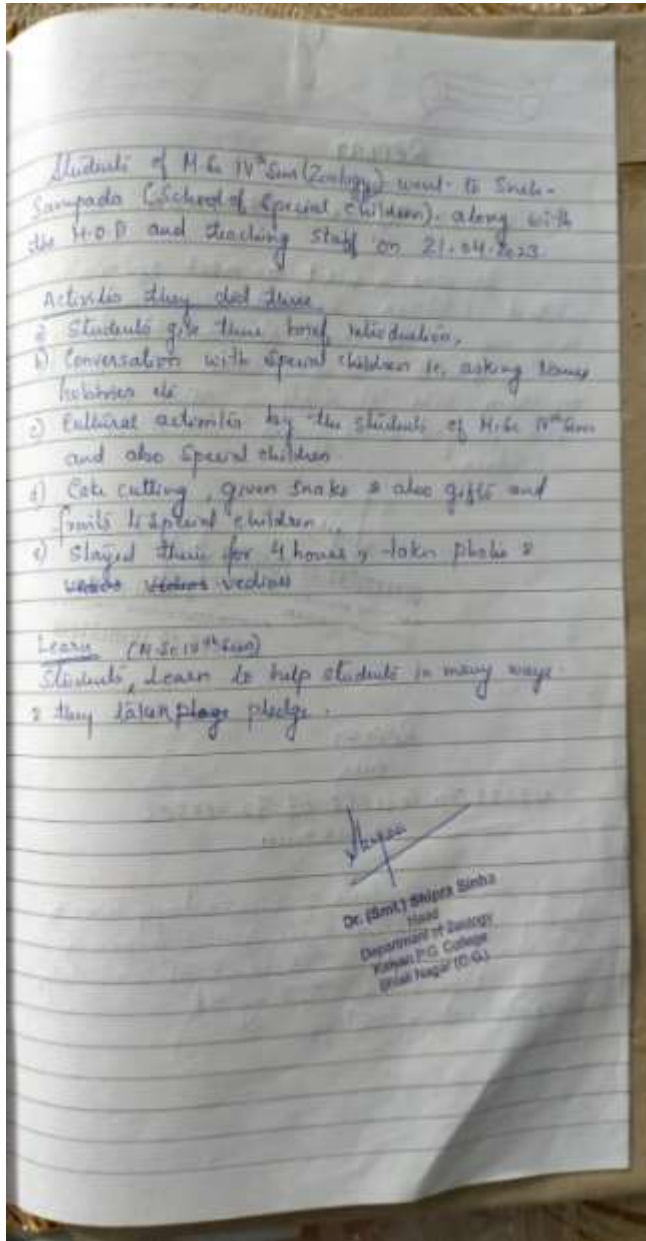 Students of M.Sc IVth Sem (Zoology) went to Sneh-
Sampada (School of Special Children). along with
the H.O.D and teaching staff on 21.04.2023
Activities they did there
a) Students give there brief introduction,
b) Conversation with Special children ie, asking Name,
hobbies etc
c) Cultural activities by the students of M.Sc IVth Sem
and also Special children
d) Cake cutting, given snaks & also gifts and
fruits to special children
e) Stayed there for 4 hours, taken photos &
vedios
Learn (M.Sc IVth Sem)
Students, Learn to help students in many ways.
& they taken pledge.
Dr. (Smt.) Shipra Sinha
Head
Department of Zoology
Kalyan P.G. College
Bhilai Nagar (C.G.)